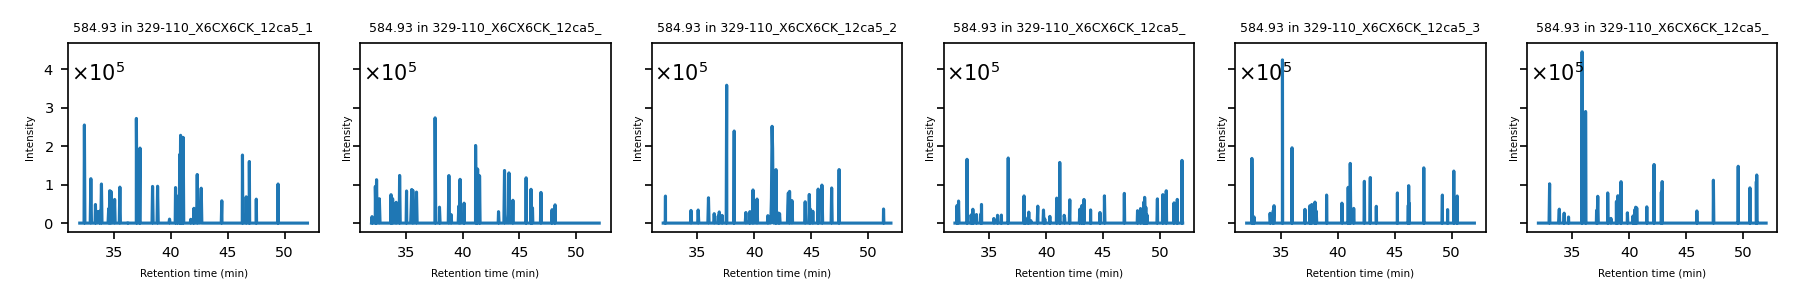 584.93 in 329-110_X6CX6CK_12ca5_1
584.93 in 329-110_X6CX6CK_12ca5_
584.93 in 329-110_X6CX6CK_12ca5_2
584.93 in 329-110_X6CX6CK_12ca5_
584.93 in 329-110_X6CX6CK_12ca5_3
584.93 in 329-110_X6CX6CK_12ca5_
×10⁵
×10⁵
×10⁵
×10⁵
×10⁵
×10⁵
4
3
2
1
0
Intensity
Intensity
Intensity
Intensity
Intensity
Intensity
35 40 45 50
35 40 45 50
35 40 45 50
35 40 45 50
35 40 45 50
35 40 45 50
Retention time (min)
Retention time (min)
Retention time (min)
Retention time (min)
Retention time (min)
Retention time (min)